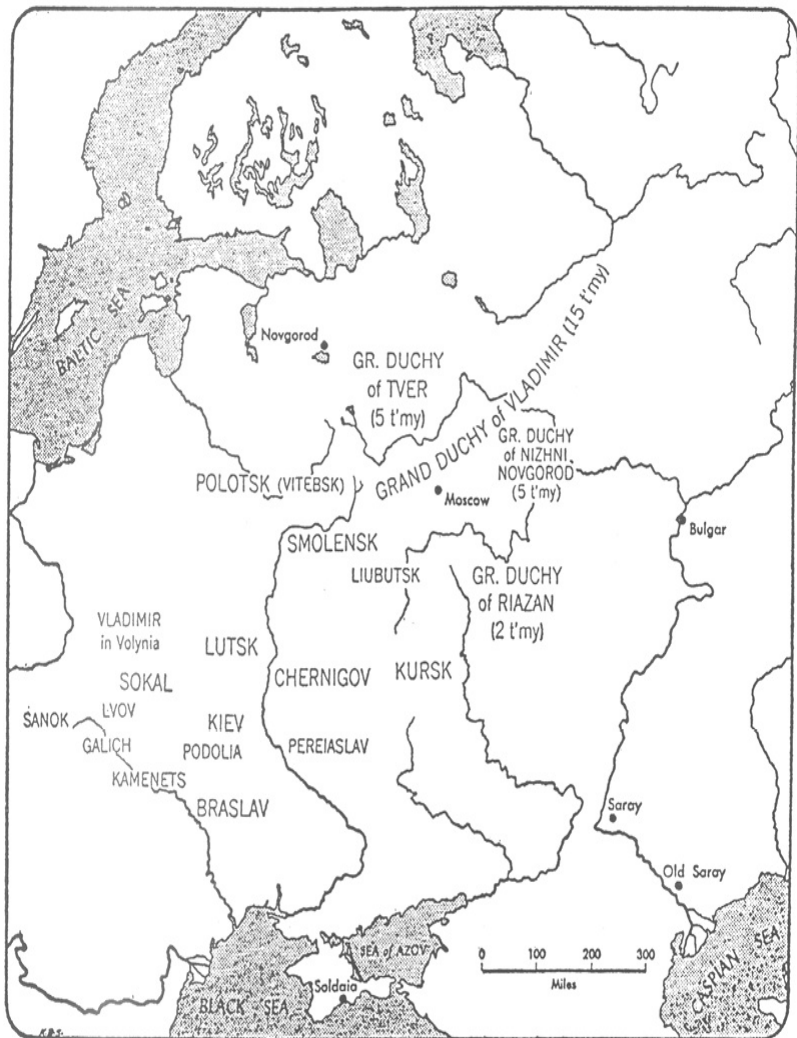 BALTIC SEA
Novgorod
GR. DUCHY
of TVER
(5 t'my)
GRAND DUCHY of VLADIMIR (15 t'my)
GR. DUCHY
of NIZHNI
NOVGOROD
(5 t'my)
POLOTSK (VITEBSK)
Moscow
Bulgar
SMOLENSK
LIUBUTSK
GR. DUCHY
of RIAZAN
(2 t'my)
VLADIMIR
in Volynia
LUTSK
SOKAL
CHERNIGOV
KURSK
SANOK
LVOV
GALICH
KIEV
PODOLIA
PEREIASLAV
KAMENETS
BRASLAV
Saray
Old Saray
SEA of AZOV
0 100 200 300
Miles
Soldaia
BLACK SEA
CASPIAN SEA
K.B.S.